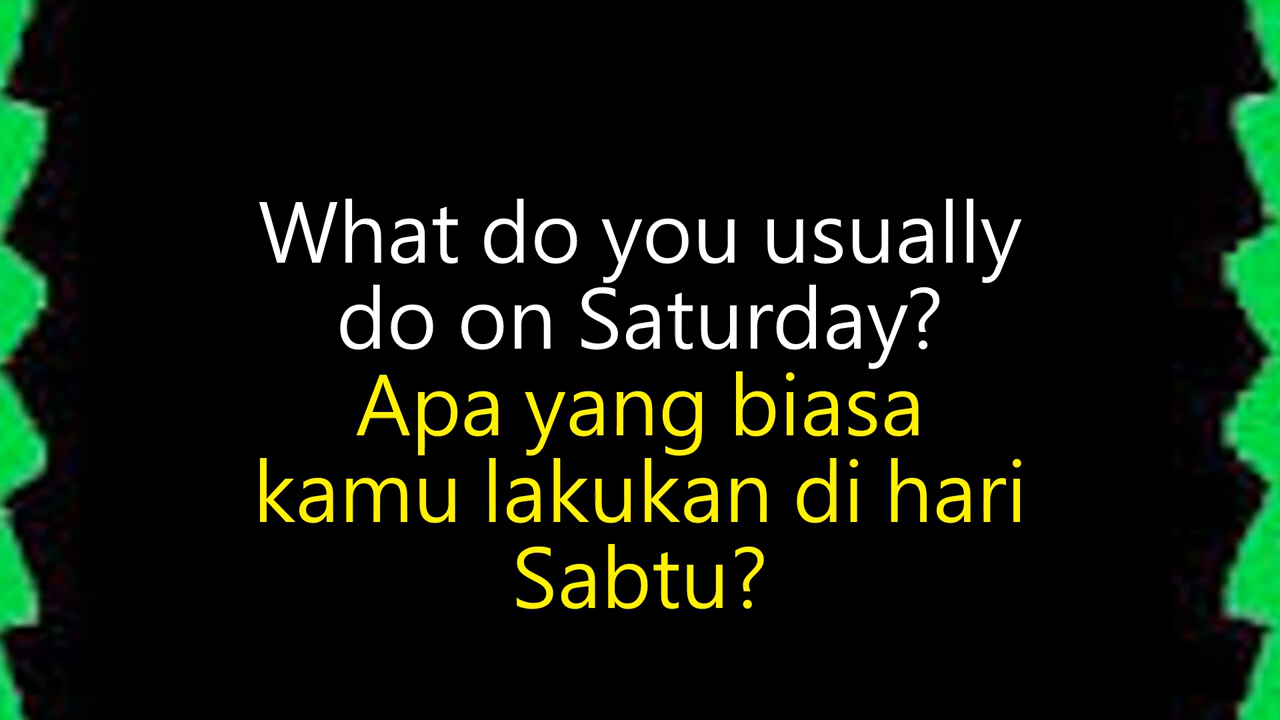 What do you usually
do on Saturday?
Apa yang biasa
kamu lakukan di hari
Sabtu?